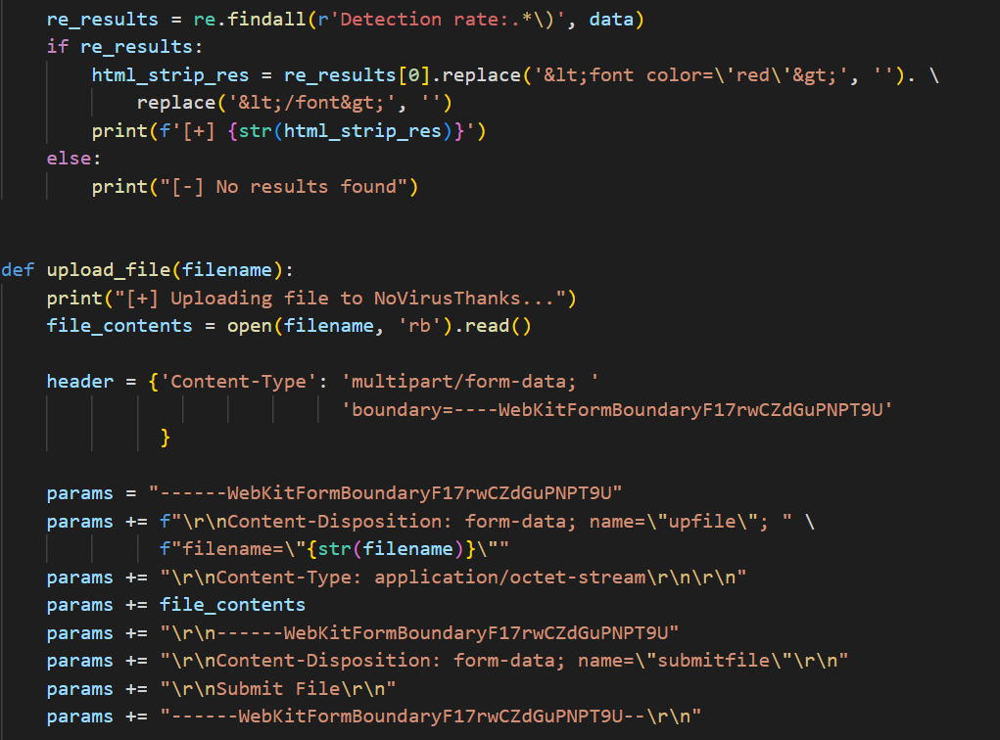 re_results = re.findall(r'Detection rate:.*\)', data)
if re_results:
html_strip_res = re_results[0].replace('&lt;font color=\'red\'&gt;', ''). \
replace('&lt;/font&gt;', '')
print(f'[+] {str(html_strip_res)}')
else:
print("[-] No results found")
def upload_file(filename):
print("[+] Uploading file to NoVirusThanks...")
file_contents = open(filename, 'rb').read()
header = {'Content-Type': 'multipart/form-data; '
'boundary=----WebKitFormBoundaryF17rwCZdGuPNPT9U'
}
params = "------WebKitFormBoundaryF17rwCZdGuPNPT9U"
params += f"\r\nContent-Disposition: form-data; name=\"upfile\"; " \
f"filename=\"{str(filename)}\""
params += "\r\nContent-Type: application/octet-stream\r\n\r\n"
params += file_contents
params += "\r\n------WebKitFormBoundaryF17rwCZdGuPNPT9U"
params += "\r\nContent-Disposition: form-data; name=\"submitfile\"\r\n"
params += "\r\nSubmit File\r\n"
params += "------WebKitFormBoundaryF17rwCZdGuPNPT9U--\r\n"